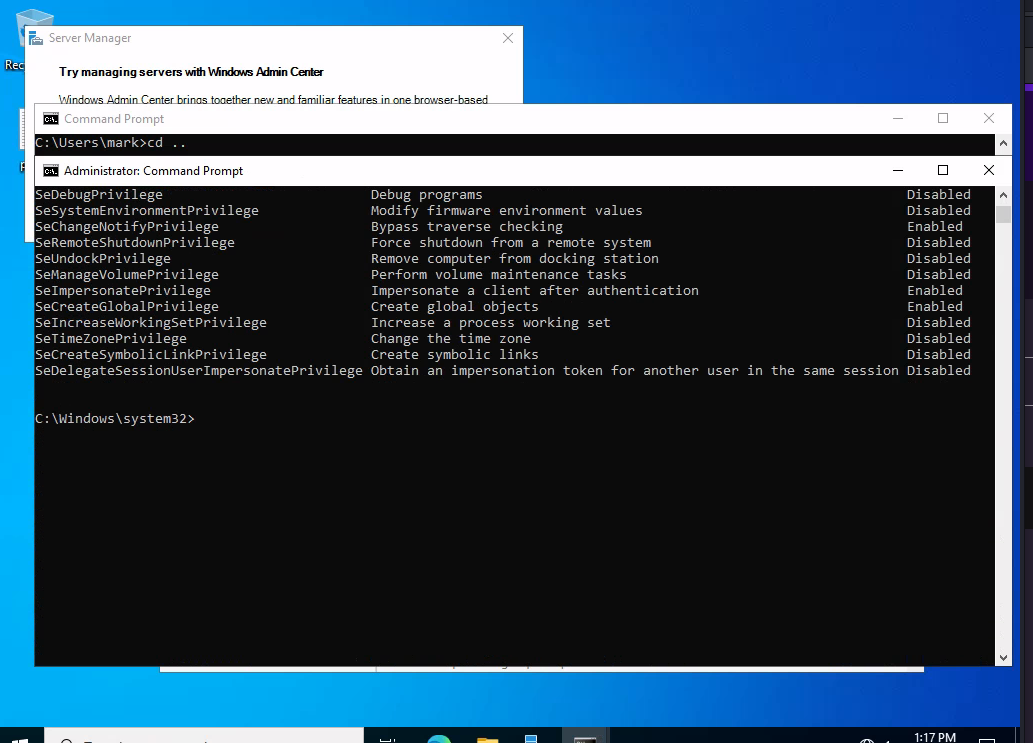 Rec
Server Manager
Try managing servers with Windows Admin Center
Windows Admin Center brings together new and familiar features in one browser-based
Command Prompt
C:\Users\mark>cd ..
Administrator: Command Prompt
SeDebugPrivilege Debug programs Disabled
SeSystemEnvironmentPrivilege Modify firmware environment values Disabled
SeChangeNotifyPrivilege Bypass traverse checking Enabled
SeRemoteShutdownPrivilege Force shutdown from a remote system Disabled
SeUndockPrivilege Remove computer from docking station Disabled
SeManageVolumePrivilege Perform volume maintenance tasks Disabled
SeImpersonatePrivilege Impersonate a client after authentication Enabled
SeCreateGlobalPrivilege Create global objects Enabled
SeIncreaseWorkingSetPrivilege Increase a process working set Disabled
SeTimeZonePrivilege Change the time zone Disabled
SeCreateSymbolicLinkPrivilege Create symbolic links Disabled
SeDelegateSessionUserImpersonatePrivilege Obtain an impersonation token for another user in the same session Disabled
C:\Windows\system32>
1:17 PM